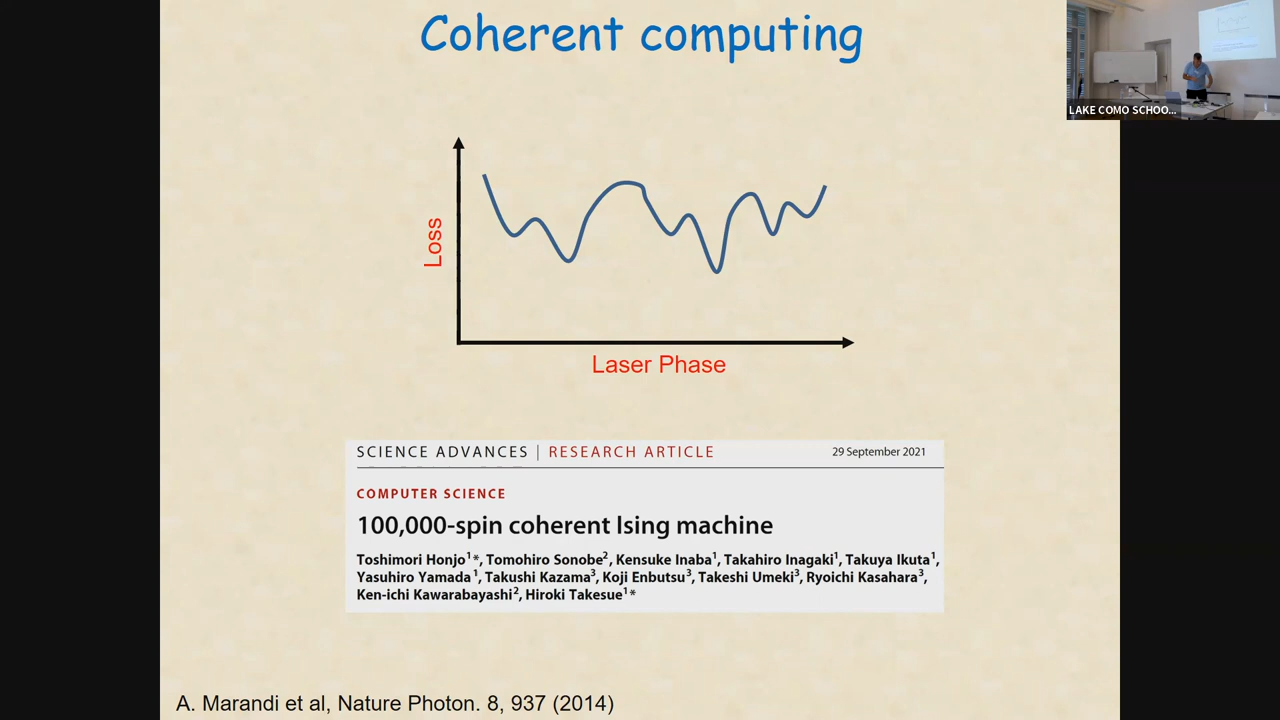 Coherent computing
LAKE COMO SCHOO...
Loss
Laser Phase
SCIENCE ADVANCES | RESEARCH ARTICLE 29 September 2021
COMPUTER SCIENCE
100,000-spin coherent Ising machine
Toshimori Honjo1*, Tomohiro Sonobe2, Kensuke Inaba1, Takahiro Inagaki1, Takuya Ikuta1,
Yasuhiro Yamada1, Takushi Kazama3, Koji Enbutsu3, Takeshi Umeki3, Ryoichi Kasahara3,
Ken-ichi Kawarabayashi2, Hiroki Takesue1*
A. Marandi et al, Nature Photon. 8, 937 (2014)